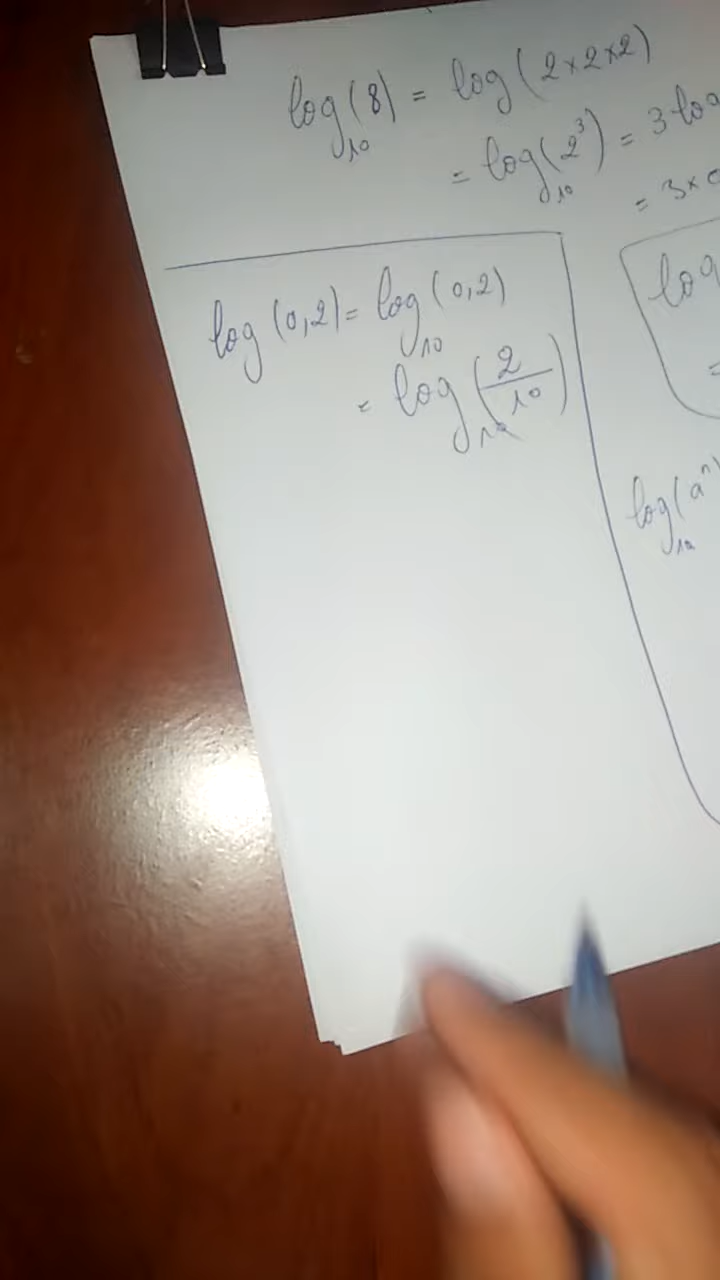 log₁₀(8) = log(2×2×2)
= log₁₀(2³) = 3 log
= 3×
log(0,2) = log₁₀(0,2)
= log₁₀(2/10)
log
=
log₁₀(aⁿ)